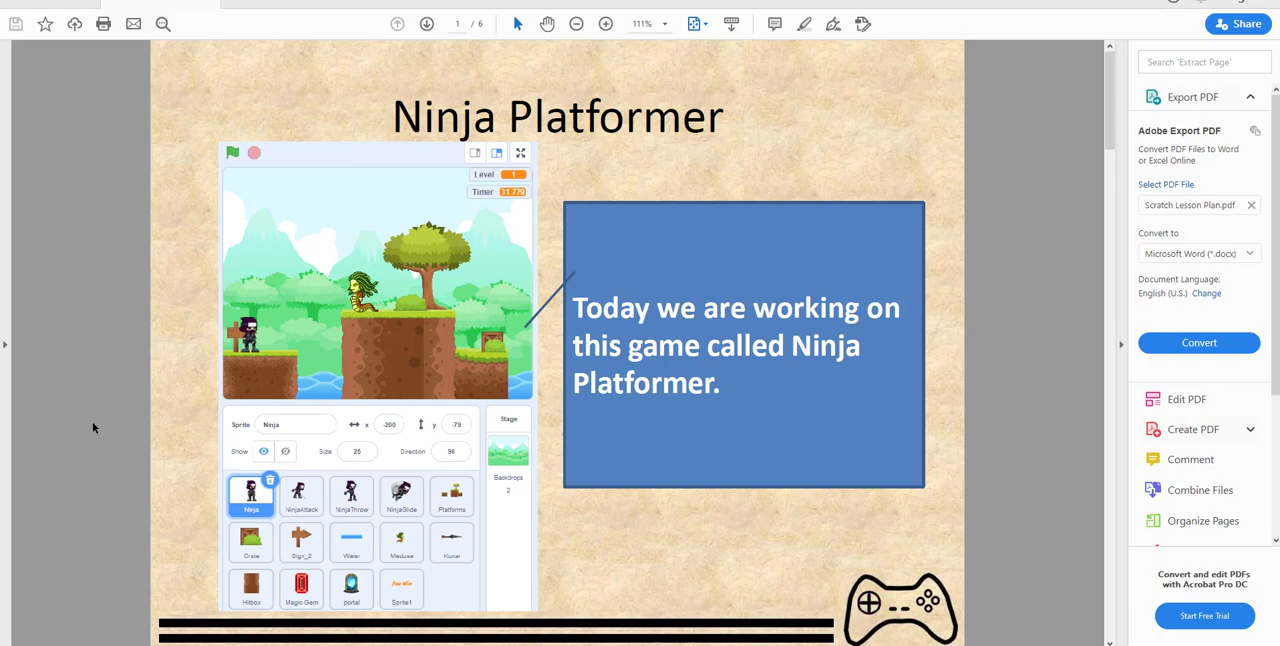 1 / 6
111%
Share
Search 'Extract Page'
Export PDF
Adobe Export PDF
Convert PDF Files to Word
or Excel Online
Select PDF File
Scratch Lesson Plan.pdf
Convert to
Microsoft Word (*.docx)
Document Language:
English (U.S.) Change
Convert
Edit PDF
Create PDF
Comment
Combine Files
Organize Pages
Convert and edit PDFs
with Acrobat Pro DC
Start Free Trial
Ninja Platformer
Level 1
Timer 31.779
Today we are working on
this game called Ninja
Platformer.
Sprite Ninja x -200 y -79
Show Size 25 Direction 90
Stage
Backdrops
2
Ninja NinjaAttack NinjaThrow NinjaGlide Platforms
Crate Sign_2 Water Medusa Kunai
Hitbox Magic Gem portal Sprite1
You Win